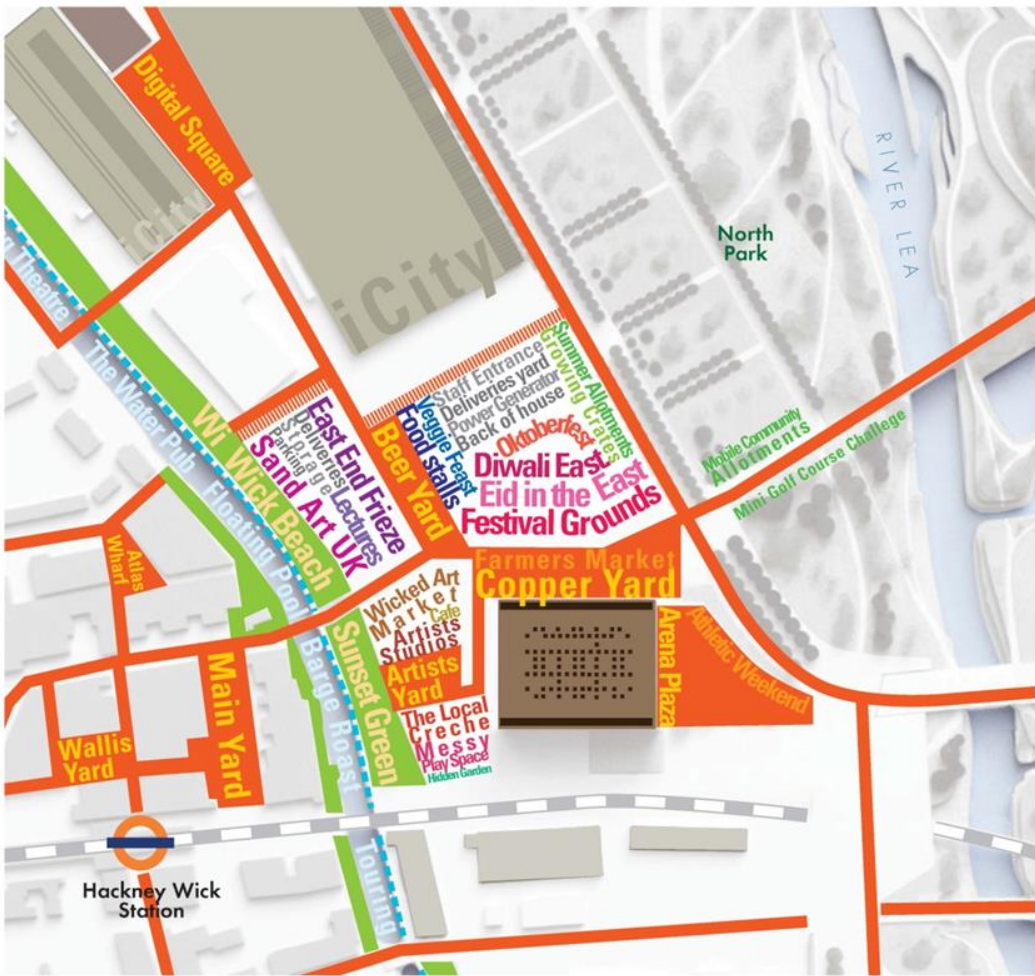 Digital Square
iCity
iCity
RIVER LEA
North
Park
Theatre
The Water Pub
Floating Pool
Barge Roast
Touring
Wi
Wick Beach
Sunset Green
East End Frieze
Deliveries Lectures
Storage
Parking
Sand Art UK
Beer Yard
Food stalls
Veggie Feast
Staff Entrance
Deliveries yard
Power Generator
Back of house
Summer Allotments
Growing Crates
Oktoberfest
Diwali East
Eid in the East
Festival Grounds
Mobile Community
Allotments
Mini Golf Course Challege
Farmers Market
Copper Yard
Arena Plaza
Athletic Weekend
Wicked Art
Market
Cafe
Artists
Studios
Artists
Yard
The Local
Creche
Messy
Play Space
Hidden Garden
Atlas
Wharf
Main Yard
Wallis
Yard
Hackney Wick
Station